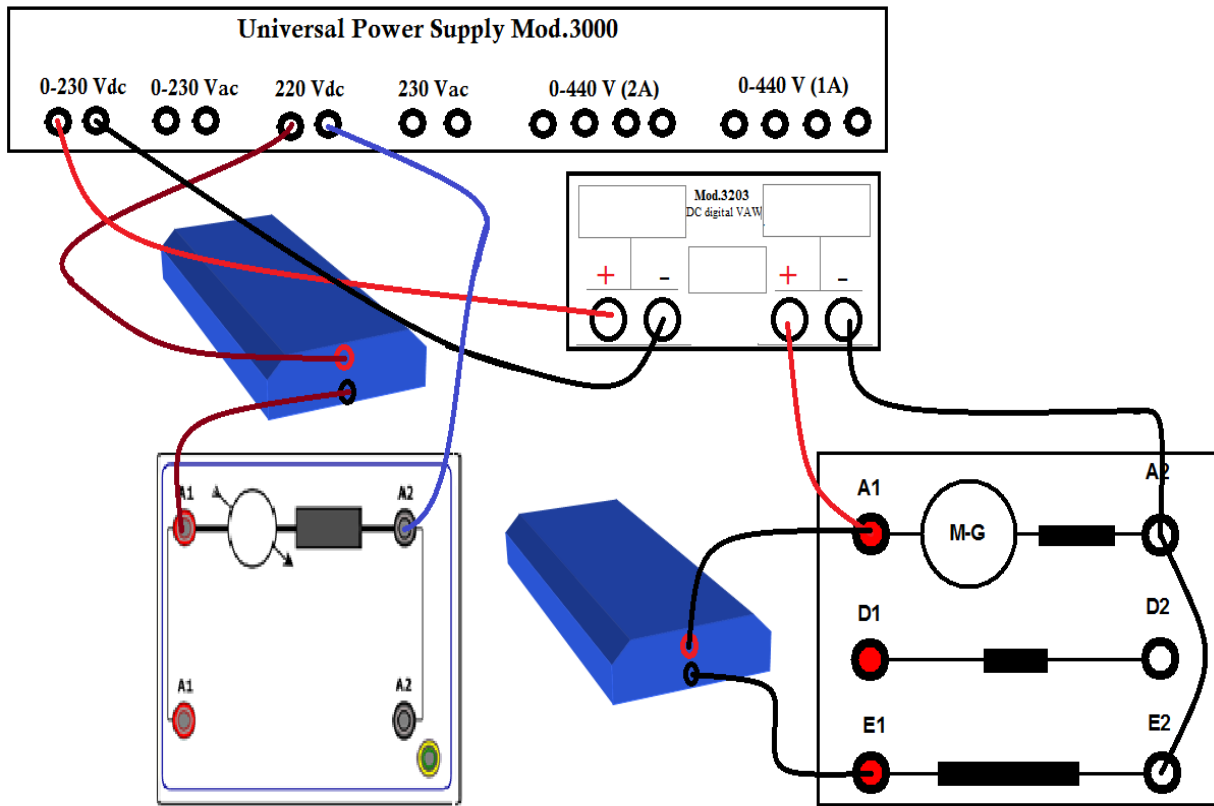 Universal Power Supply Mod.3000
0-230 Vdc 0-230 Vac 220 Vdc 230 Vac 0-440 V (2A) 0-440 V (1A)
Mod.3203
DC digital VAW
+ - + -
A1 A2
A1 A2
A1 M-G A2
D1 D2
E1 E2